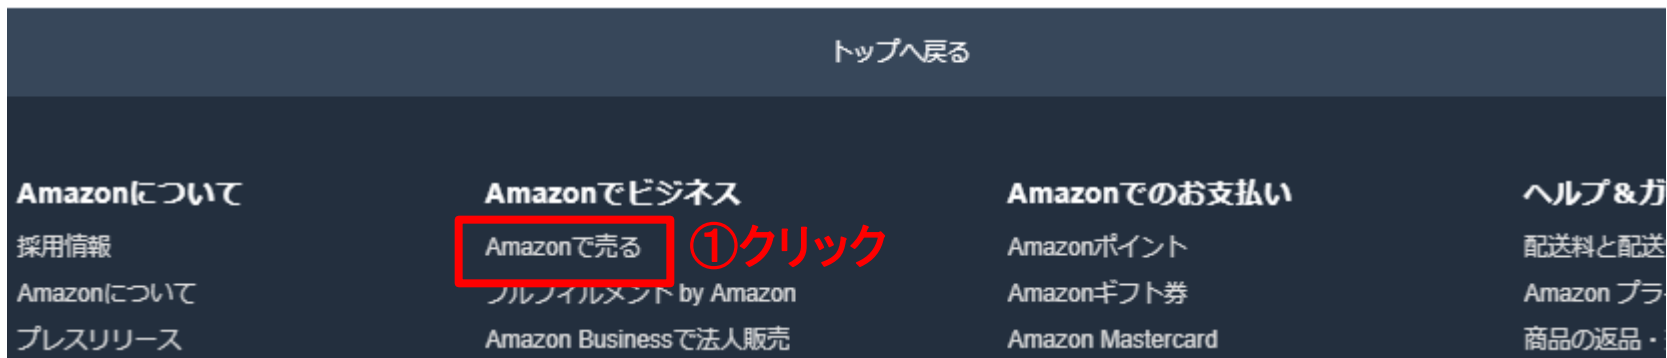 トップへ戻る
Amazonについて
採用情報
Amazonについて
プレスリリース
Amazonでビジネス
Amazonで売る
①クリック
フルフィルメント by Amazon
Amazon Businessで法人販売
Amazonでのお支払い
Amazonポイント
Amazonギフト券
Amazon Mastercard
ヘルプ&ガ
配送料と配送
Amazon プラ
商品の返品・